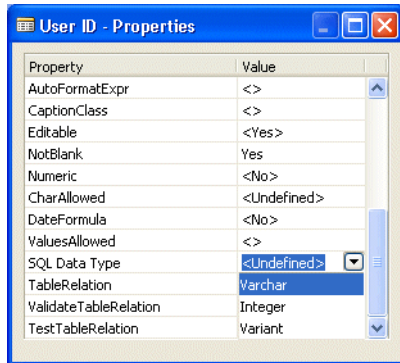 User ID - Properties
Property Value
AutoFormatExpr <>
CaptionClass <>
Editable <Yes>
NotBlank Yes
Numeric <No>
CharAllowed <Undefined>
DateFormula <No>
ValuesAllowed <>
SQL Data Type <Undefined>
TableRelation Varchar
ValidateTableRelation Integer
TestTableRelation Variant